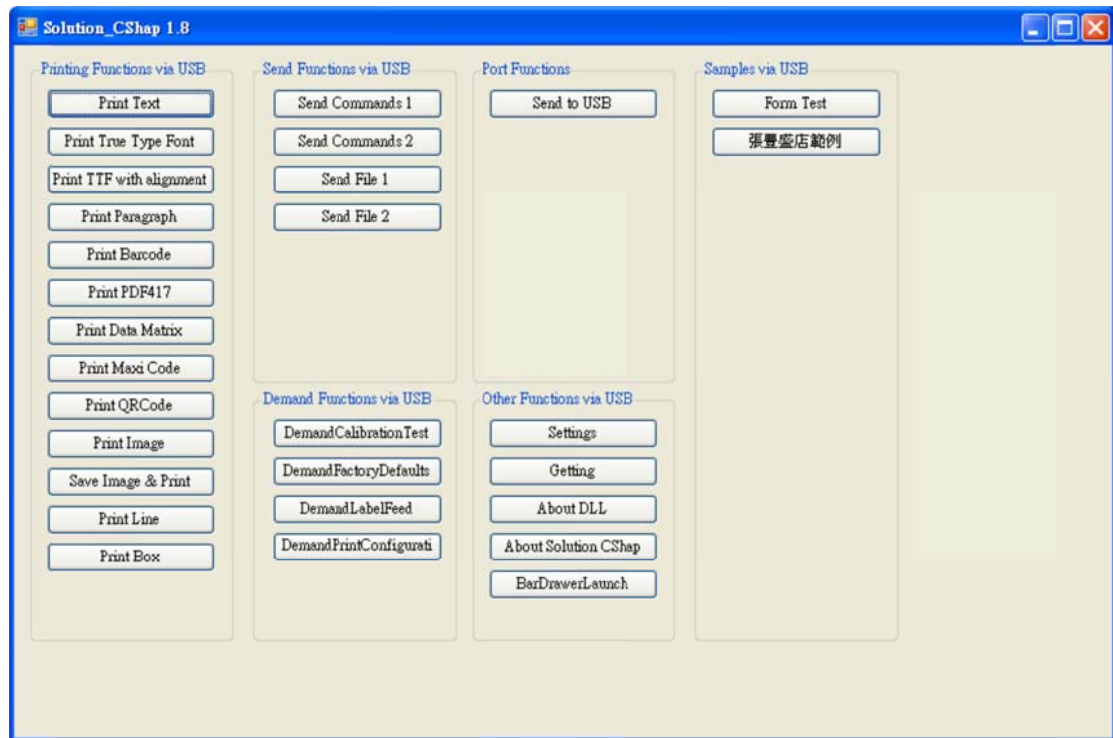 Solution_CShap 1.8
Printing Functions via USB
Print Text
Print True Type Font
Print TTF with alignment
Print Paragraph
Print Barcode
Print PDF417
Print Data Matrix
Print Maxi Code
Print QRCode
Print Image
Save Image & Print
Print Line
Print Box
Send Functions via USB
Send Commands 1
Send Commands 2
Send File 1
Send File 2
Demand Functions via USB
DemandCalibrationTest
DemandFactoryDefaults
DemandLabelFeed
DemandPrintConfigurati
Port Functions
Send to USB
Other Functions via USB
Settings
Getting
About DLL
About Solution CShap
BarDrawerLaunch
Samples via USB
Form Test
張豐盛店範例